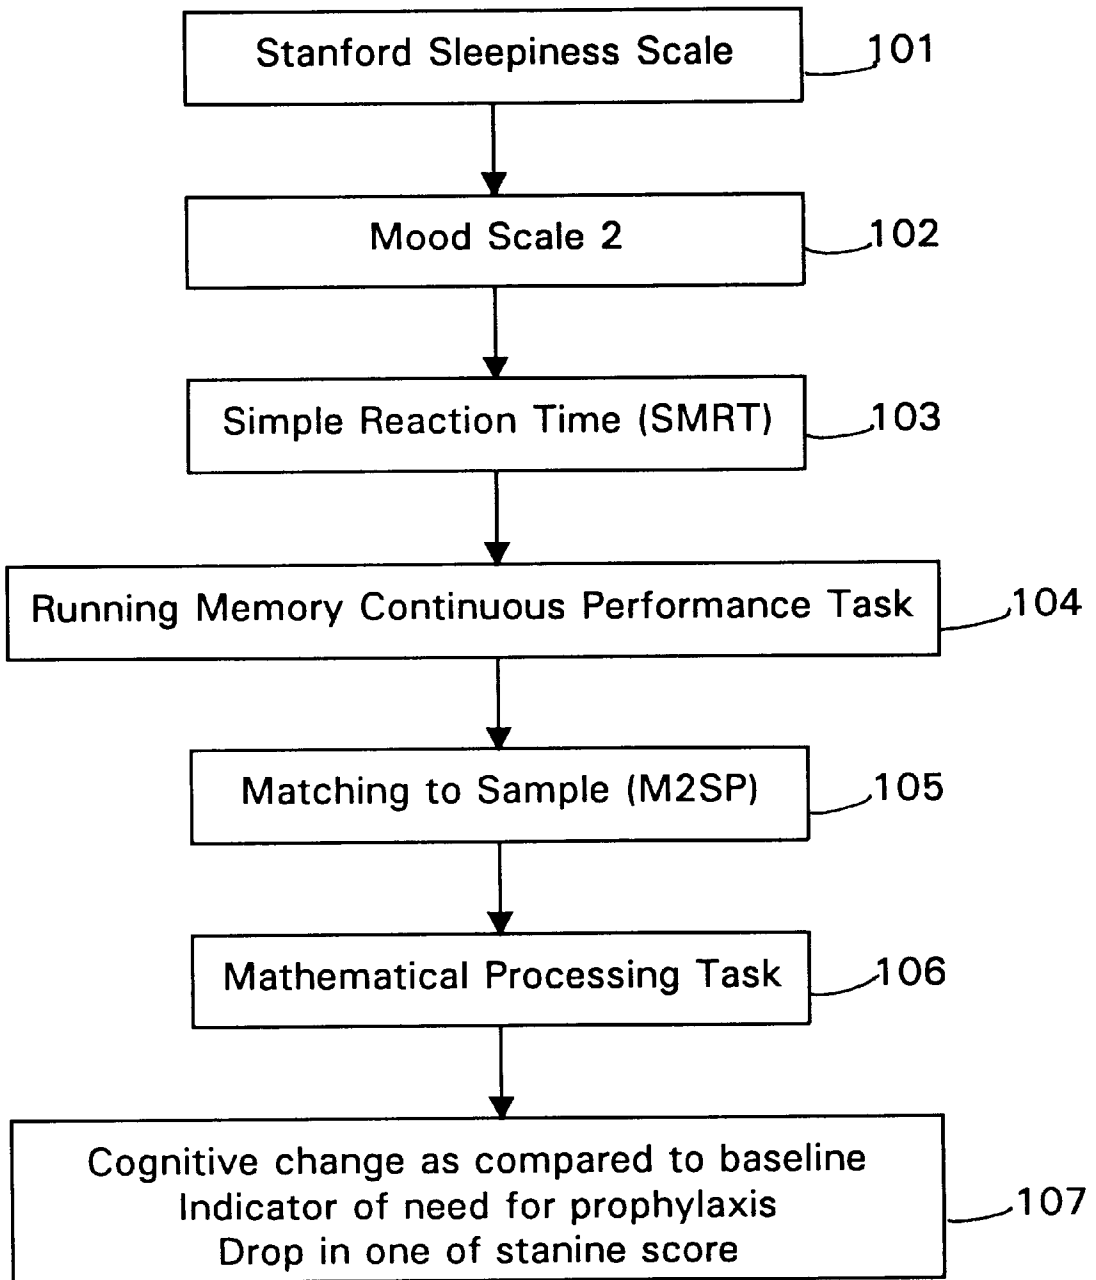 Stanford Sleepiness Scale 101
Mood Scale 2 102
Simple Reaction Time (SMRT) 103
Running Memory Continuous Performance Task 104
Matching to Sample (M2SP) 105
Mathematical Processing Task 106
Cognitive change as compared to baseline
Indicator of need for prophylaxis 107
Drop in one of stanine score